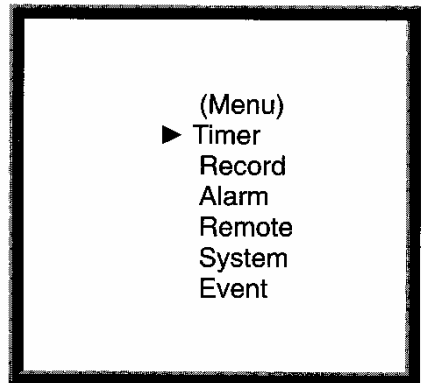 (Menu)
▶ Timer
Record
Alarm
Remote
System
Event